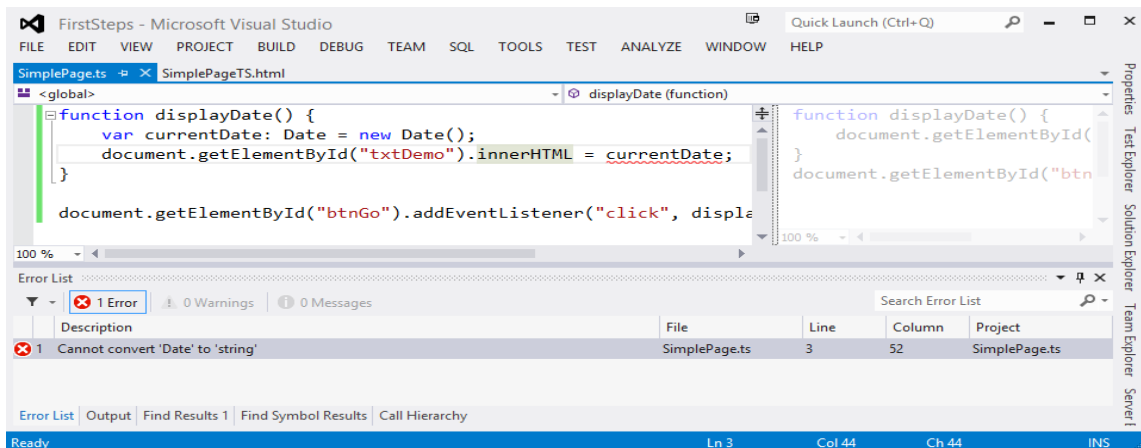 FirstSteps - Microsoft Visual Studio
Quick Launch (Ctrl+Q)
FILE EDIT VIEW PROJECT BUILD DEBUG TEAM SQL TOOLS TEST ANALYZE WINDOW HELP
SimplePage.ts SimplePageTS.html
<global>
displayDate (function)
function displayDate() {
var currentDate: Date = new Date();
document.getElementById("txtDemo").innerHTML = currentDate;
}
document.getElementById("btnGo").addEventListener("click", displa
100 %
function displayDate() {
document.getElementById(
}
document.getElementById("btn
100 %
Properties
Test Explorer
Solution Explorer
Team Explorer
Error List
1 Error 0 Warnings 0 Messages
Search Error List
Description File Line Column Project
1 Cannot convert 'Date' to 'string' SimplePage.ts 3 52 SimplePage.ts
Error List Output Find Results 1 Find Symbol Results Call Hierarchy
Ready Ln 3 Col 44 Ch 44 INS